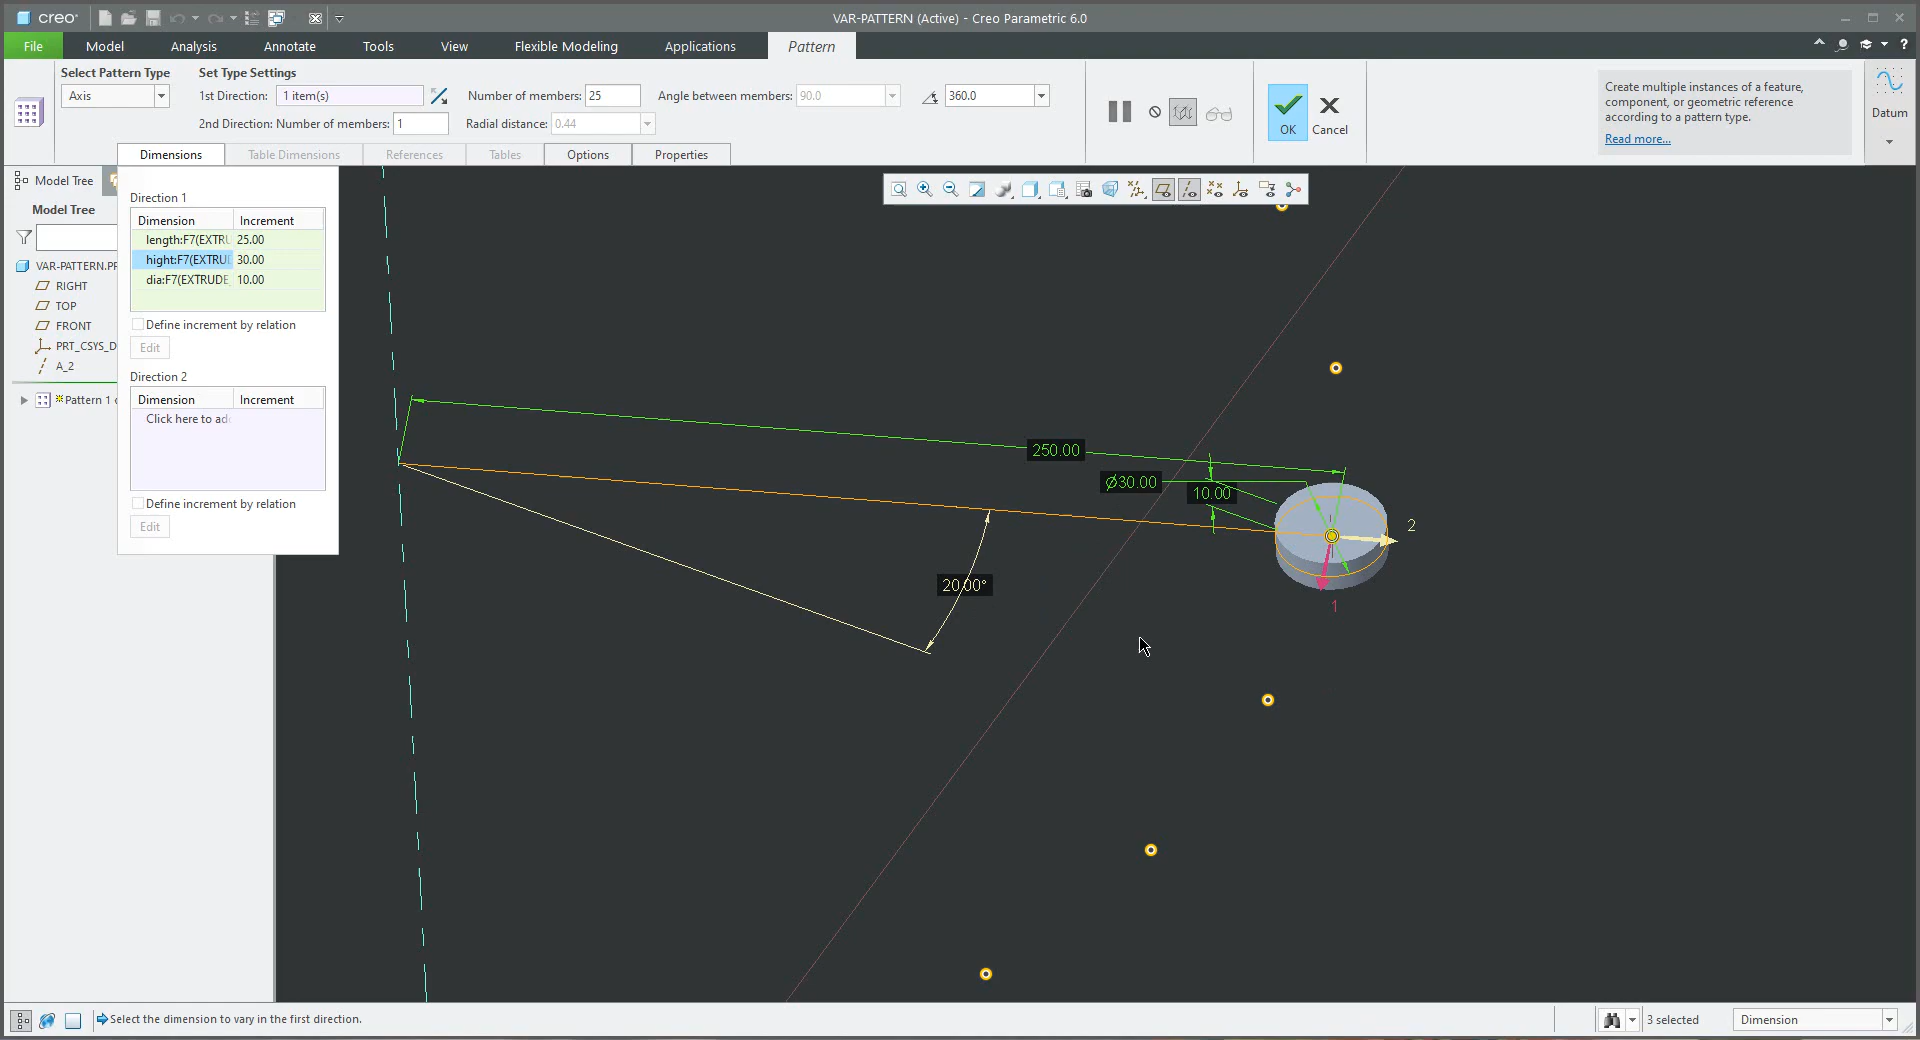 creo·
VAR-PATTERN (Active) - Creo Parametric 6.0
File Model Analysis Annotate Tools View Flexible Modeling Applications Pattern
Select Pattern Type Set Type Settings
Axis 1st Direction: 1 item(s) Number of members: 25 Angle between members: 90.0 360.0
2nd Direction: Number of members: 1 Radial distance: 0.44
OK Cancel
Create multiple instances of a feature,
component, or geometric reference
according to a pattern type.
Read more...
Datum
Dimensions Table Dimensions References Tables Options Properties
Model Tree
Model Tree
VAR-PATTERN.PR
RIGHT
TOP
FRONT
PRT_CSYS_D
A_2
Pattern 1
Direction 1
Dimension Increment
length:F7(EXTRU 25.00
hight:F7(EXTRUD 30.00
dia:F7(EXTRUDE_ 10.00
Define increment by relation
Edit
Direction 2
Dimension Increment
Click here to ad
Define increment by relation
Edit
250.00
Ø30.00
10.00
2
20.00°
1
Select the dimension to vary in the first direction.
3 selected
Dimension